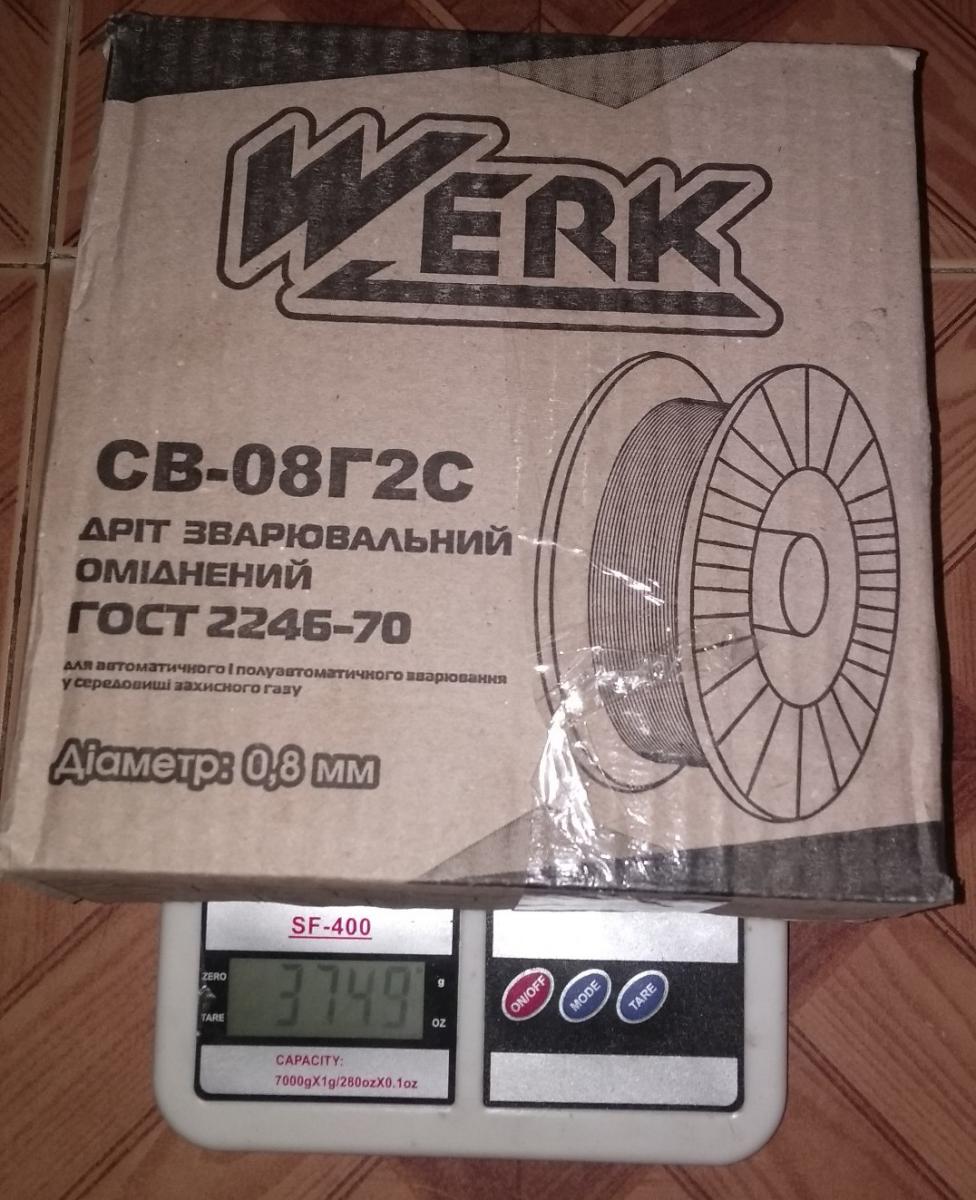 WERK
СВ-08Г2С
ДРІТ ЗВАРЮВАЛЬНИЙ
ОМІДНЕНИЙ
ГОСТ 2246-70
для автоматичного і полуавтоматичного зварювання
у середовищі захисного газу
Діаметр: 0,8 мм
SF-400
ZERO
TARE
3749
g
OZ
ON/OFF
MODE
TARE
CAPACITY:
7000gX1g/280ozX0.1oz